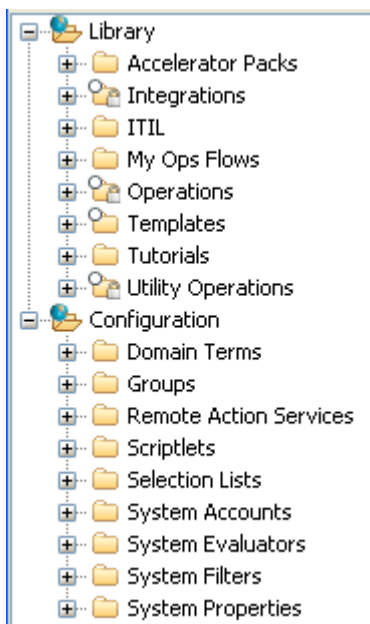 Library
Accelerator Packs
Integrations
ITIL
My Ops Flows
Operations
Templates
Tutorials
Utility Operations
Configuration
Domain Terms
Groups
Remote Action Services
Scriptlets
Selection Lists
System Accounts
System Evaluators
System Filters
System Properties